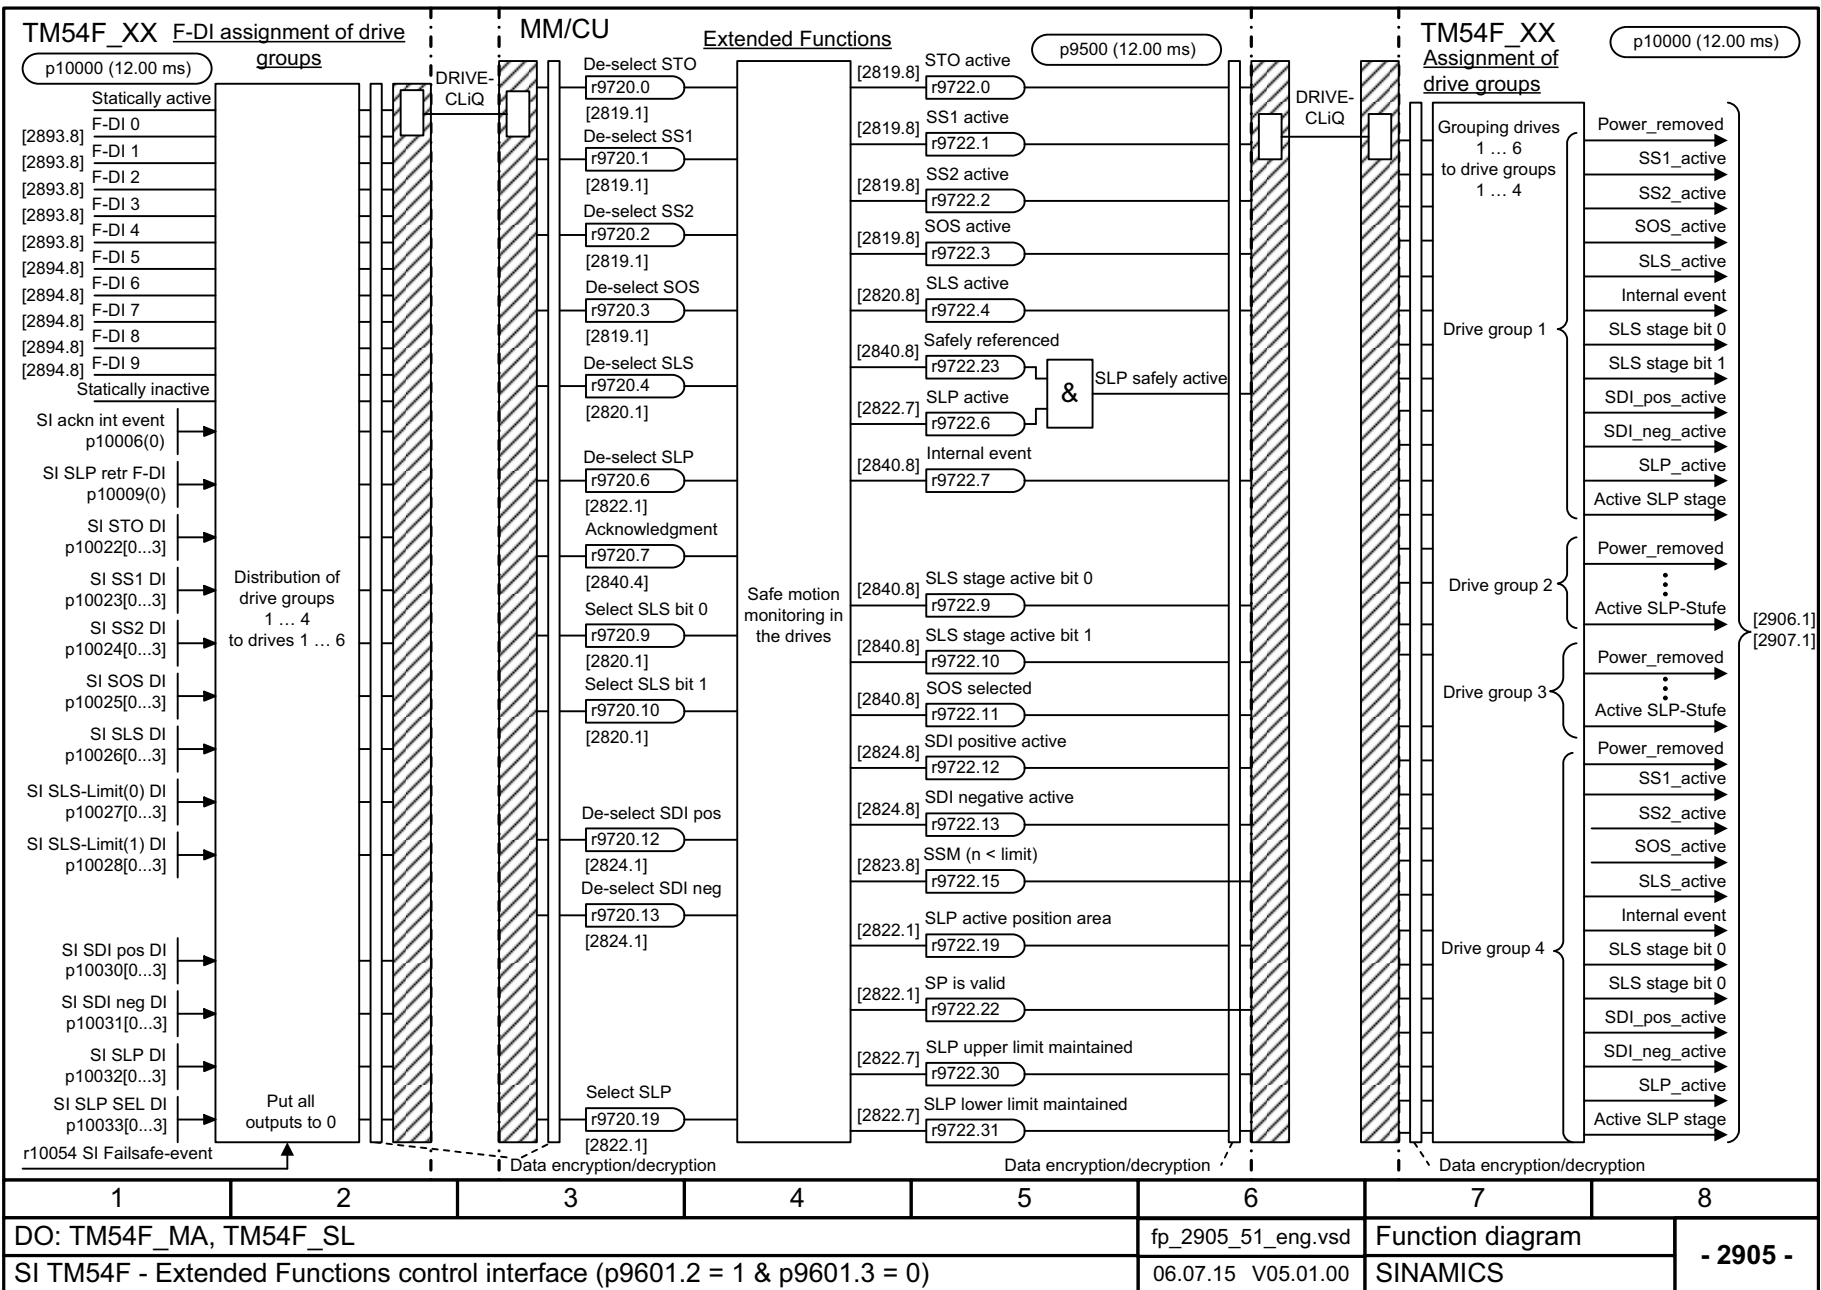 TM54F_XX
F-DI assignment of drive
groups
p10000 (12.00 ms)
Statically active
F-DI 0
[2893.8]
F-DI 1
[2893.8]
F-DI 2
[2893.8]
F-DI 3
[2893.8]
F-DI 4
[2893.8]
F-DI 5
[2894.8]
F-DI 6
[2894.8]
F-DI 7
[2894.8]
F-DI 8
[2894.8]
F-DI 9
[2894.8]
Statically inactive
SI ackn int event
p10006(0)
SI SLP retr F-DI
p10009(0)
SI STO DI
p10022[0...3]
SI SS1 DI
p10023[0...3]
SI SS2 DI
p10024[0...3]
SI SOS DI
p10025[0...3]
SI SLS DI
p10026[0...3]
SI SLS-Limit(0) DI
p10027[0...3]
SI SLS-Limit(1) DI
p10028[0...3]
SI SDI pos DI
p10030[0...3]
SI SDI neg DI
p10031[0...3]
SI SLP DI
p10032[0...3]
SI SLP SEL DI
p10033[0...3]
r10054 SI Failsafe-event
Distribution of
drive groups
1 … 4
to drives 1 … 6
Put all
outputs to 0
DRIVE-
CLiQ
MM/CU
Extended Functions
p9500 (12.00 ms)
De-select STO
r9720.0
[2819.1]
De-select SS1
r9720.1
[2819.1]
De-select SS2
r9720.2
[2819.1]
De-select SOS
r9720.3
[2819.1]
De-select SLS
r9720.4
[2820.1]
De-select SLP
r9720.6
[2822.1]
Acknowledgment
r9720.7
[2840.4]
Select SLS bit 0
r9720.9
[2820.1]
Select SLS bit 1
r9720.10
[2820.1]
De-select SDI pos
r9720.12
[2824.1]
De-select SDI neg
r9720.13
[2824.1]
Select SLP
r9720.19
[2822.1]
Data encryption/decryption
Safe motion
monitoring in
the drives
STO active
[2819.8]
r9722.0
SS1 active
[2819.8]
r9722.1
SS2 active
[2819.8]
r9722.2
SOS active
[2819.8]
r9722.3
SLS active
[2820.8]
r9722.4
Safely referenced
[2840.8]
r9722.23
SLP active
[2822.7]
r9722.6
&
SLP safely active
Internal event
[2840.8]
r9722.7
SLS stage active bit 0
[2840.8]
r9722.9
SLS stage active bit 1
[2840.8]
r9722.10
SOS selected
[2840.8]
r9722.11
SDI positive active
[2824.8]
r9722.12
SDI negative active
[2824.8]
r9722.13
SSM (n < limit)
[2823.8]
r9722.15
SLP active position area
[2822.1]
r9722.19
SP is valid
[2822.1]
r9722.22
SLP upper limit maintained
[2822.7]
r9722.30
SLP lower limit maintained
[2822.7]
r9722.31
Data encryption/decryption
DRIVE-
CLiQ
TM54F_XX
Assignment of
drive groups
p10000 (12.00 ms)
Grouping drives
1 … 6
to drive groups
1 … 4
Drive group 1
Power_removed
SS1_active
SS2_active
SOS_active
SLS_active
Internal event
SLS stage bit 0
SLS stage bit 1
SDI_pos_active
SDI_neg_active
SLP_active
Active SLP stage
Drive group 2
Power_removed
Active SLP-Stufe
Drive group 3
Power_removed
Active SLP-Stufe
Drive group 4
Power_removed
SS1_active
SS2_active
SOS_active
SLS_active
Internal event
SLS stage bit 0
SLS stage bit 0
SDI_pos_active
SDI_neg_active
SLP_active
Active SLP stage
[2906.1]
[2907.1]
Data encryption/decryption
1 2 3 4 5 6 7 8
DO: TM54F_MA, TM54F_SL
fp_2905_51_eng.vsd
Function diagram
- 2905 -
SI TM54F - Extended Functions control interface (p9601.2 = 1 & p9601.3 = 0)
06.07.15 V05.01.00
SINAMICS